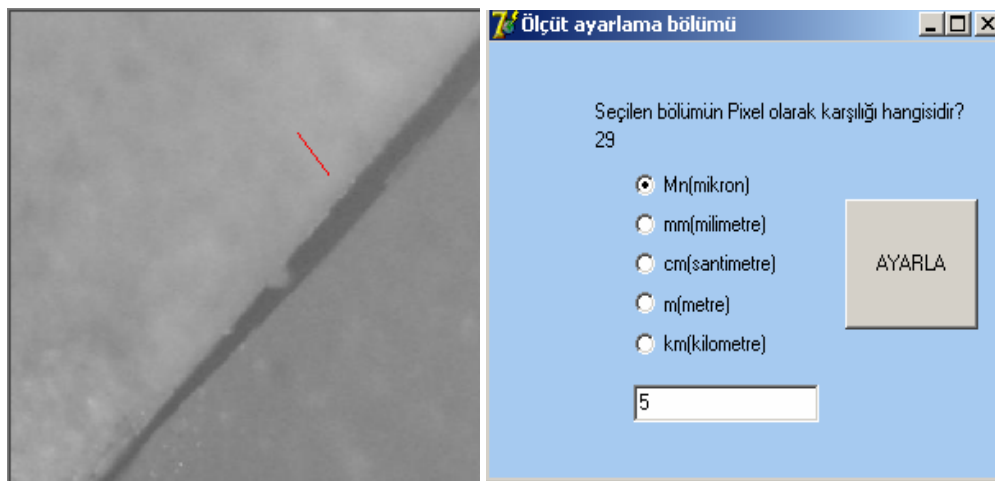 Ölçüt ayarlama bölümü
Seçilen bölümün Pixel olarak karşılığı hangisidir?
29
Mn(mikron)
mm(milimetre)
cm(santimetre)
m(metre)
km(kilometre)
AYARLA
5